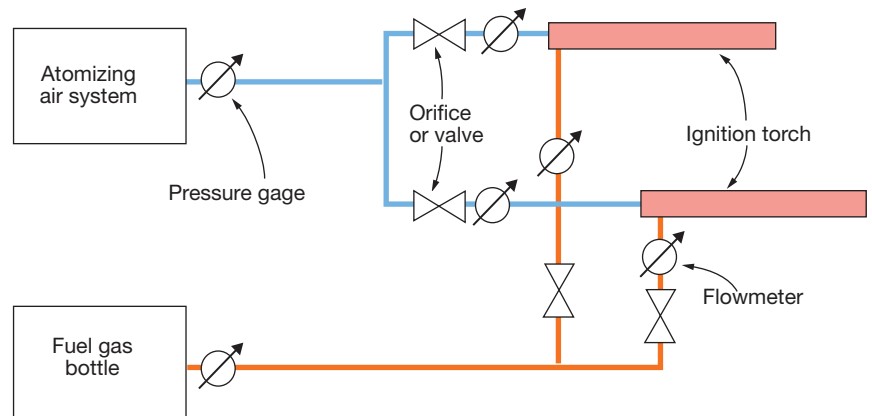 Atomizing
air system
Orifice
or valve
Ignition torch
Pressure gage
Flowmeter
Fuel gas
bottle